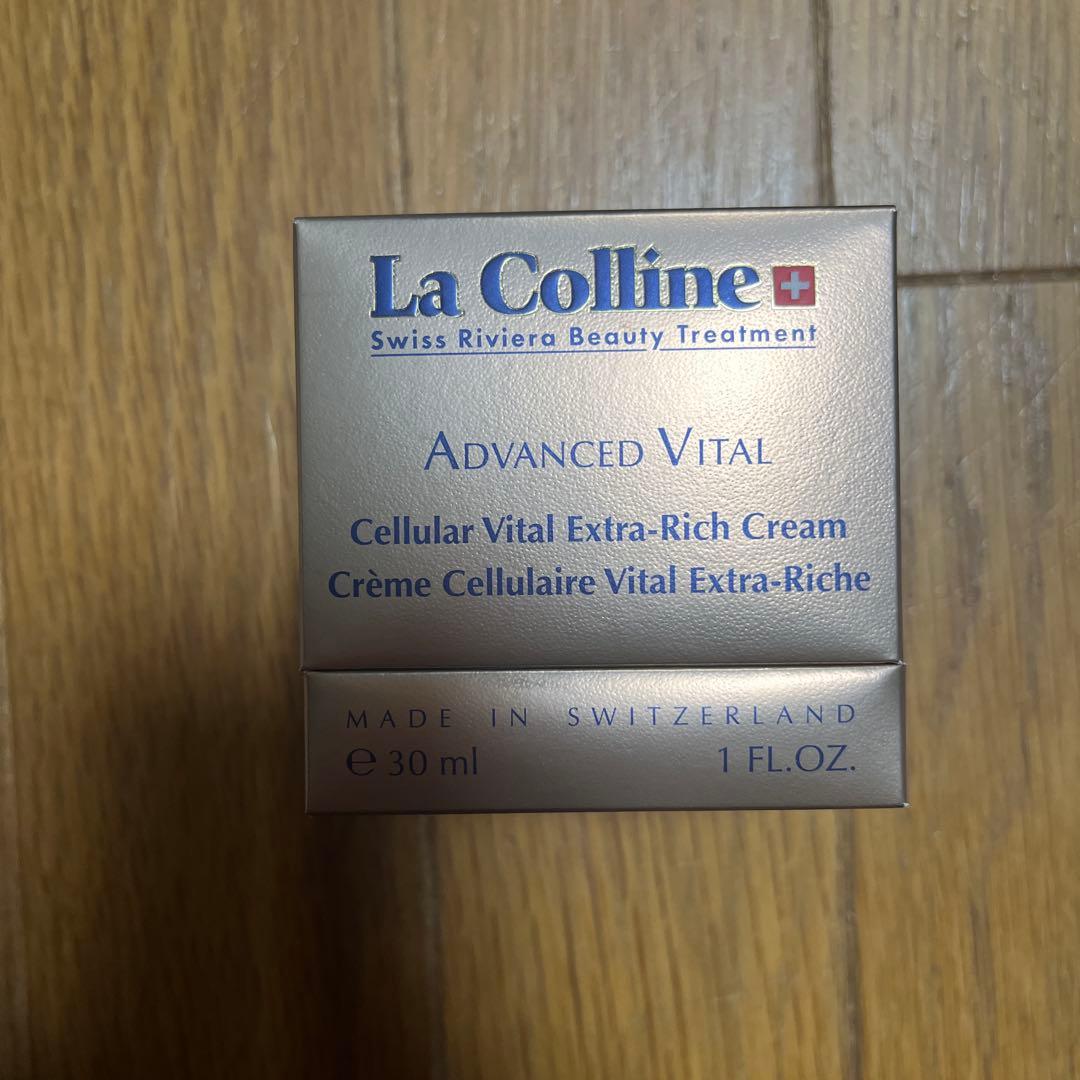 La Colline
Swiss Riviera Beauty Treatment
ADVANCED VITAL
Cellular Vital Extra-Rich Cream
Crème Cellulaire Vital Extra-Riche
MADE IN SWITZERLAND
℮ 30 ml 1 FL.OZ.